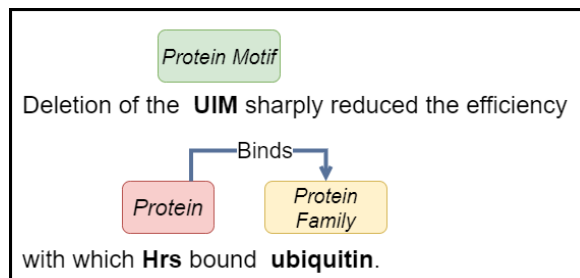 Protein Motif
Deletion of the UIM sharply reduced the efficiency
Binds
Protein
Protein
Family
with which Hrs bound ubiquitin.